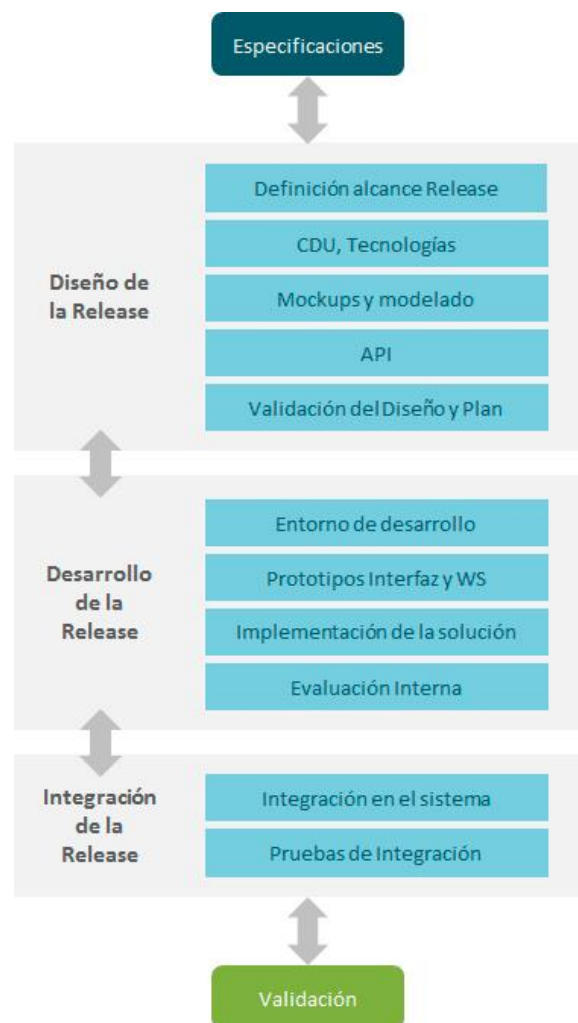 Especificaciones
Diseño de
la Release
Definición alcance Release
CDU, Tecnologías
Mockups y modelado
API
Validación del Diseño y Plan
Desarrollo
de la
Release
Entorno de desarrollo
Prototipos Interfaz y WS
Implementación de la solución
Evaluación Interna
Integración
de la
Release
Integración en el sistema
Pruebas de Integración
Validación